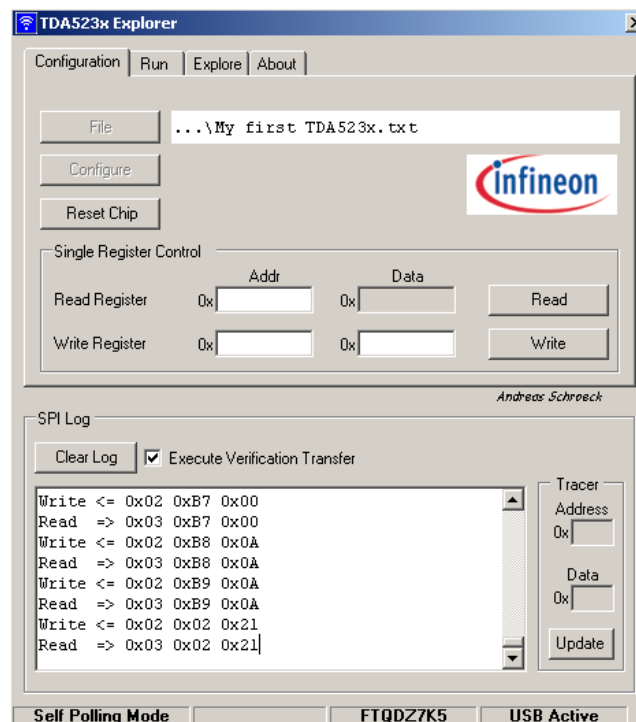 TDA523x Explorer
Configuration Run Explore About
File ...\My first TDA523x.txt
Configure
infineon
Reset Chip
Single Register Control
Addr Data
Read Register 0x 0x Read
Write Register 0x 0x Write
Andreas Schroeck
SPI Log
Clear Log Execute Verification Transfer
Write <= 0x02 0xB7 0x00
Read => 0x03 0xB7 0x00
Write <= 0x02 0xB8 0x0A
Read => 0x03 0xB8 0x0A
Write <= 0x02 0xB9 0x0A
Read => 0x03 0xB9 0x0A
Write <= 0x02 0x02 0x21
Read => 0x03 0x02 0x21
Tracer
Address
0x
Data
0x
Update
Self Polling Mode FTQDZ7K5 USB Active